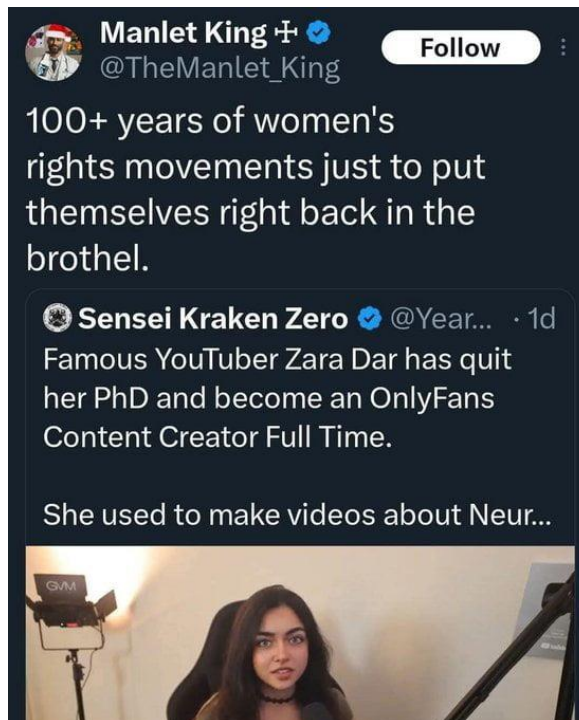 Manlet King
Follow
@TheManlet_King
100+ years of women's
rights movements just to put
themselves right back in the
brothel.
Sensei Kraken Zero @Year... · 1d
Famous YouTuber Zara Dar has quit
her PhD and become an OnlyFans
Content Creator Full Time.
She used to make videos about Neur...
GVM